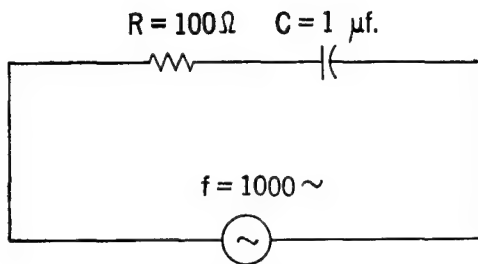 R = 100Ω C = 1 μf.
f = 1000 ~
~